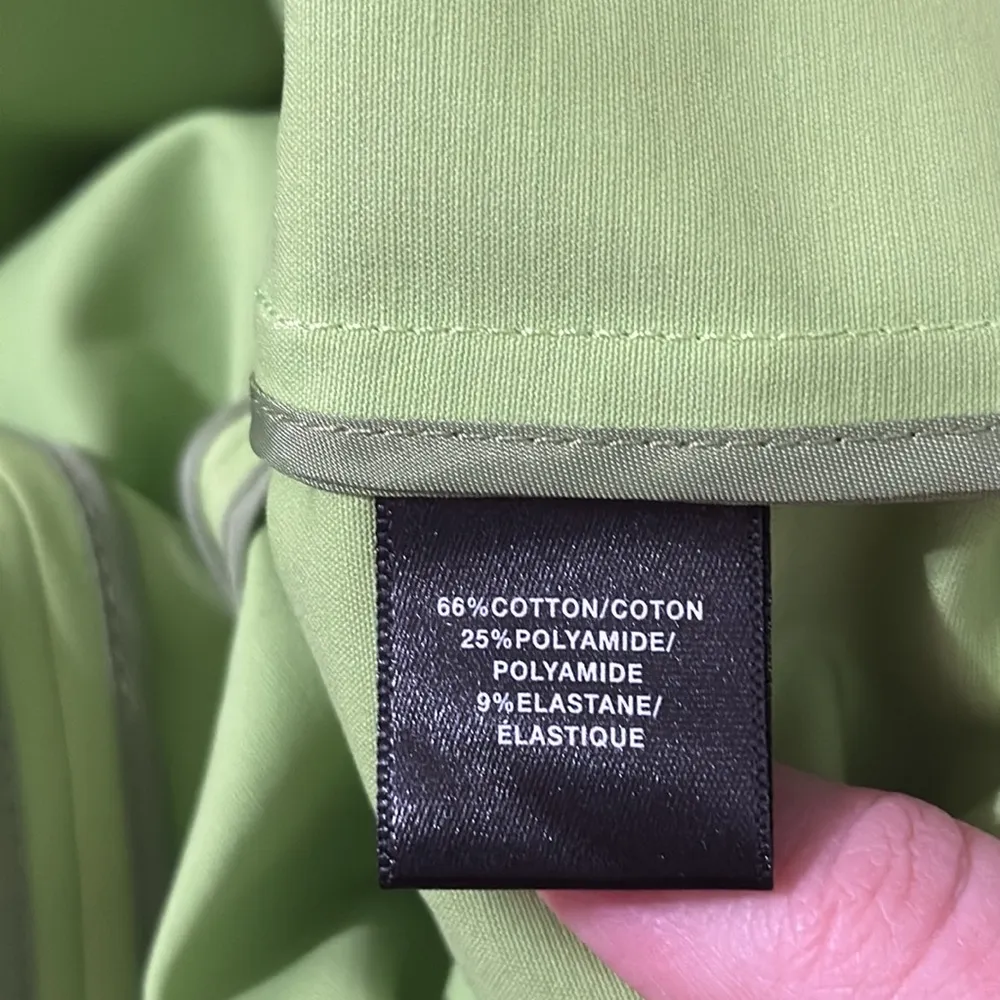 66%COTTON/COTON
25%POLYAMIDE/
POLYAMIDE
9%ELASTANE/
ÉLASTIQUE